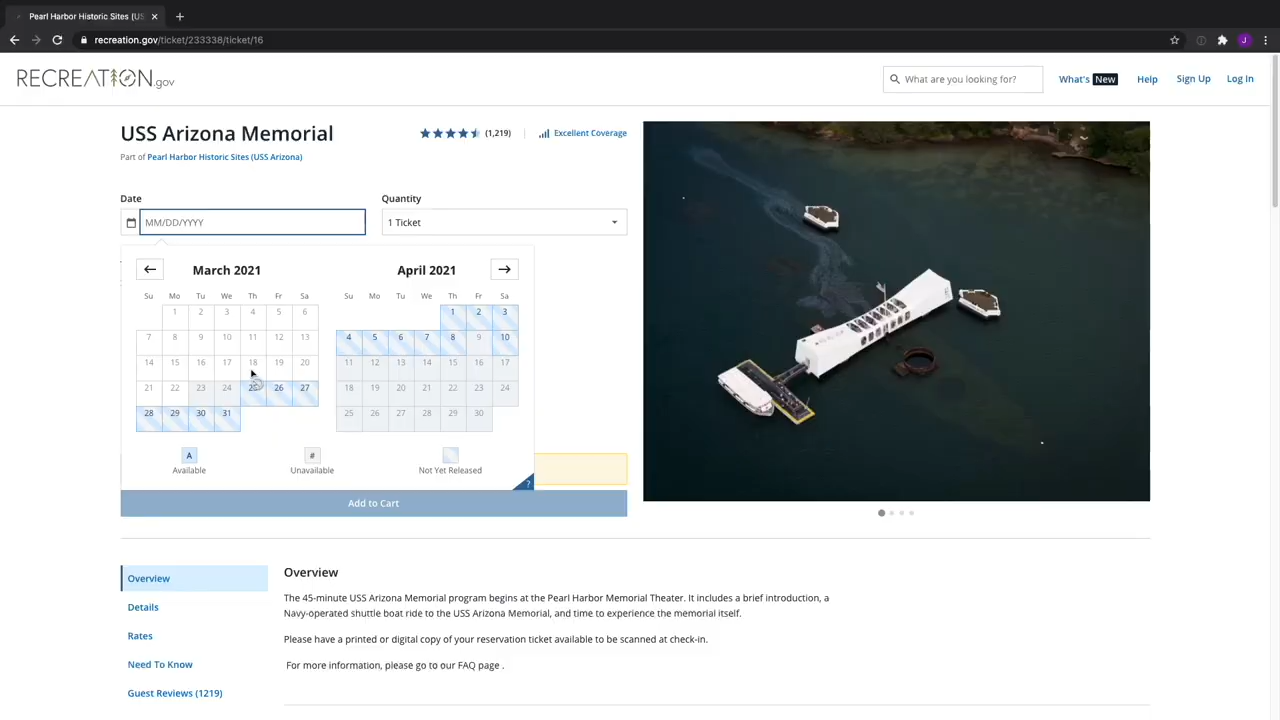 Pearl Harbor Historic Sites (US
recreation.gov/ticket/233338/ticket/16
J
RECREATION.gov
What are you looking for?
What's New
Help
Sign Up
Log In
USS Arizona Memorial
(1,219)
Excellent Coverage
Part of Pearl Harbor Historic Sites (USS Arizona)
Date
Quantity
MM/DD/YYYY
1 Ticket
March 2021
April 2021
Su Mo Tu We Th Fr Sa
Su Mo Tu We Th Fr Sa
1 2 3 4 5 6
1 2 3
7 8 9 10 11 12 13
4 5 6 7 8 9 10
14 15 16 17 18 19 20
11 12 13 14 15 16 17
21 22 23 24 25 26 27
18 19 20 21 22 23 24
28 29 30 31
25 26 27 28 29 30
A
#
Available
Unavailable
Not Yet Released
?
Add to Cart
Overview
Details
Rates
Need To Know
Guest Reviews (1219)
Overview
The 45-minute USS Arizona Memorial program begins at the Pearl Harbor Memorial Theater. It includes a brief introduction, a
Navy-operated shuttle boat ride to the USS Arizona Memorial, and time to experience the memorial itself.
Please have a printed or digital copy of your reservation ticket available to be scanned at check-in.
For more information, please go to our FAQ page .